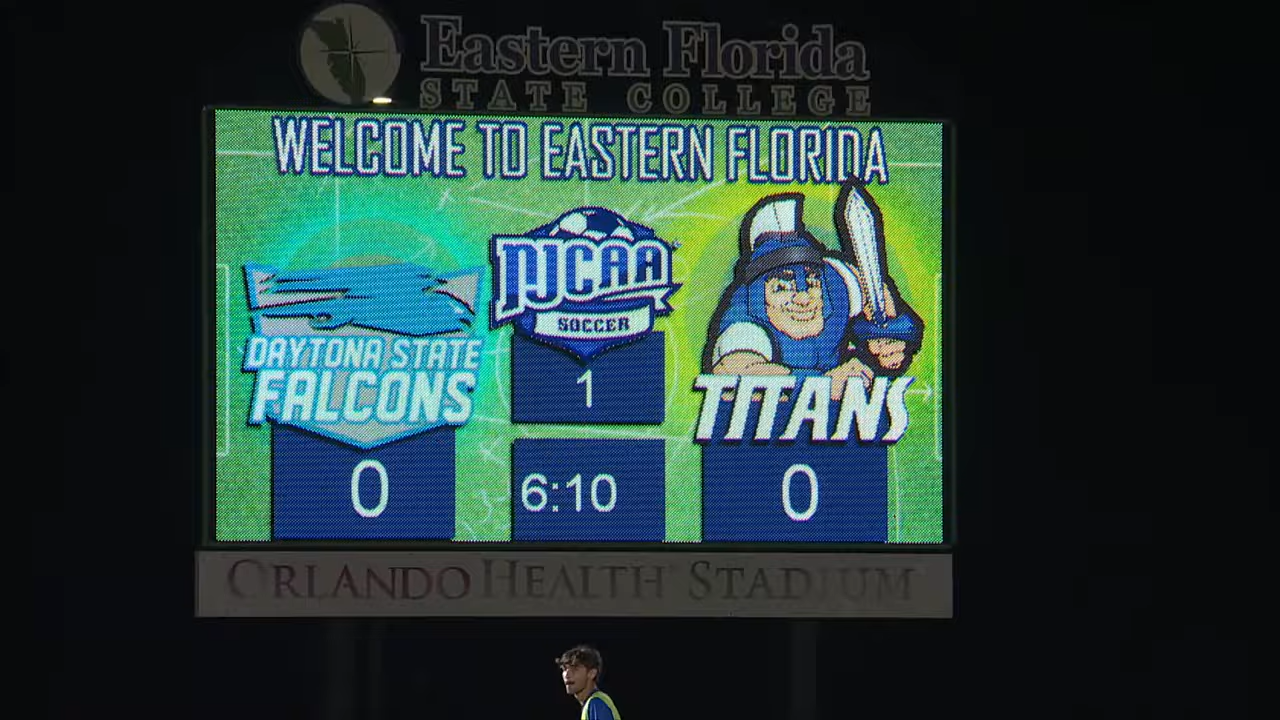 Eastern Florida
STATE COLLEGE
WELCOME TO EASTERN FLORIDA
NJCAA
SOCCER
DAYTONA STATE
FALCONS
TITANS
1
0
6:10
0
ORLANDO HEALTH STADIUM